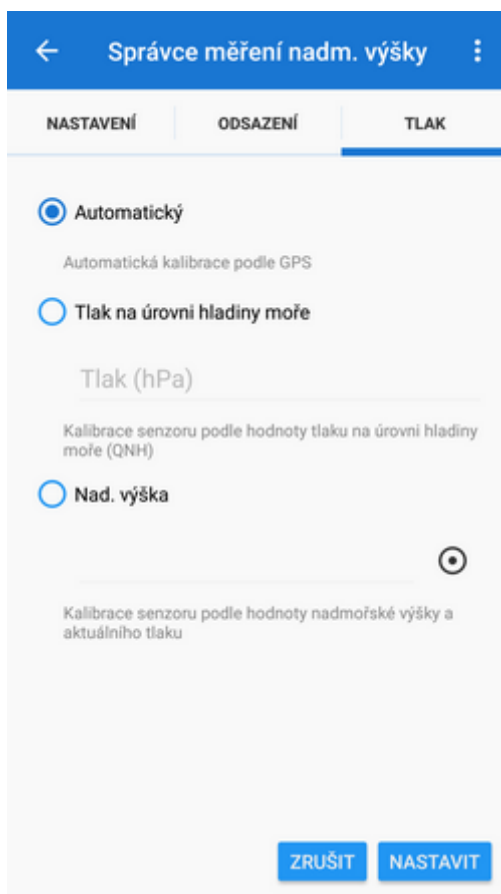 Správce měření nadm. výšky
NASTAVENÍ
ODSAZENÍ
TLAK
Automatický
Automatická kalibrace podle GPS
Tlak na úrovni hladiny moře
Tlak (hPa)
Kalibrace senzoru podle hodnoty tlaku na úrovni hladiny
moře (QNH)
Nad. výška
Kalibrace senzoru podle hodnoty nadmořské výšky a
aktuálního tlaku
ZRUŠIT
NASTAVIT